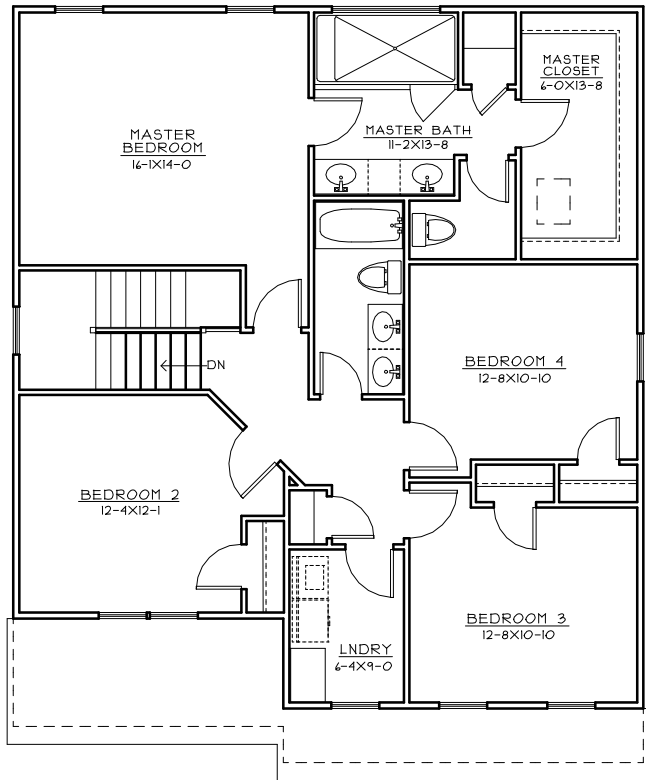 MASTER
BEDROOM
16-1X14-0
MASTER BATH
11-2X13-8
MASTER
CLOSET
6-0X13-8
DN
BEDROOM 4
12-8X10-10
BEDROOM 2
12-4X12-1
BEDROOM 3
12-8X10-10
LNDRY
6-4X9-0